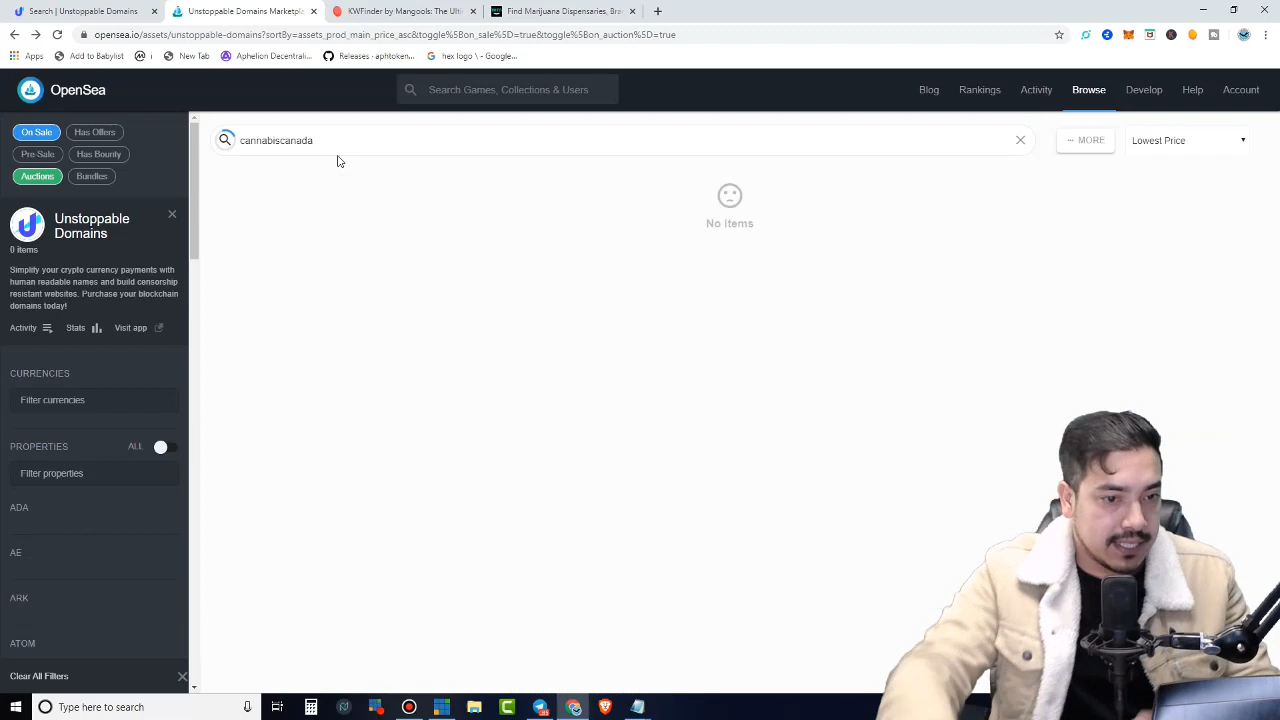 Search | Unstoppable Domains
Unstoppable Domains Marketpla
KWFinder by Mangools: The Ulti
Find Marijuana Dispensaries, Bra
opensea.io/assets/unstoppable-domains?sortBy=assets_prod_main_price_asc&toggle%5Bon_sale%5D=true&toggle%5Bon_auction%5D=true
Apps
Add to Babylist
New Tab
Aphelion Decentrali...
Releases · aphtoken...
hex logo \ - Google...
OpenSea
Search Games, Collections & Users
Blog
Rankings
Activity
Browse
Develop
Help
Account
On Sale
Has Offers
Pre-Sale
Has Bounty
Auctions
Bundles
cannabiscanada
··· MORE
Lowest Price
No Items
Unstoppable
Domains
0 items
Simplify your crypto currency payments with
human readable names and build censorship
resistant websites. Purchase your blockchain
domains today!
Activity
Stats
Visit app
CURRENCIES
Filter currencies
PROPERTIES
ALL
Filter properties
ADA
AE
ARK
ATOM
Clear All Filters
Type here to search